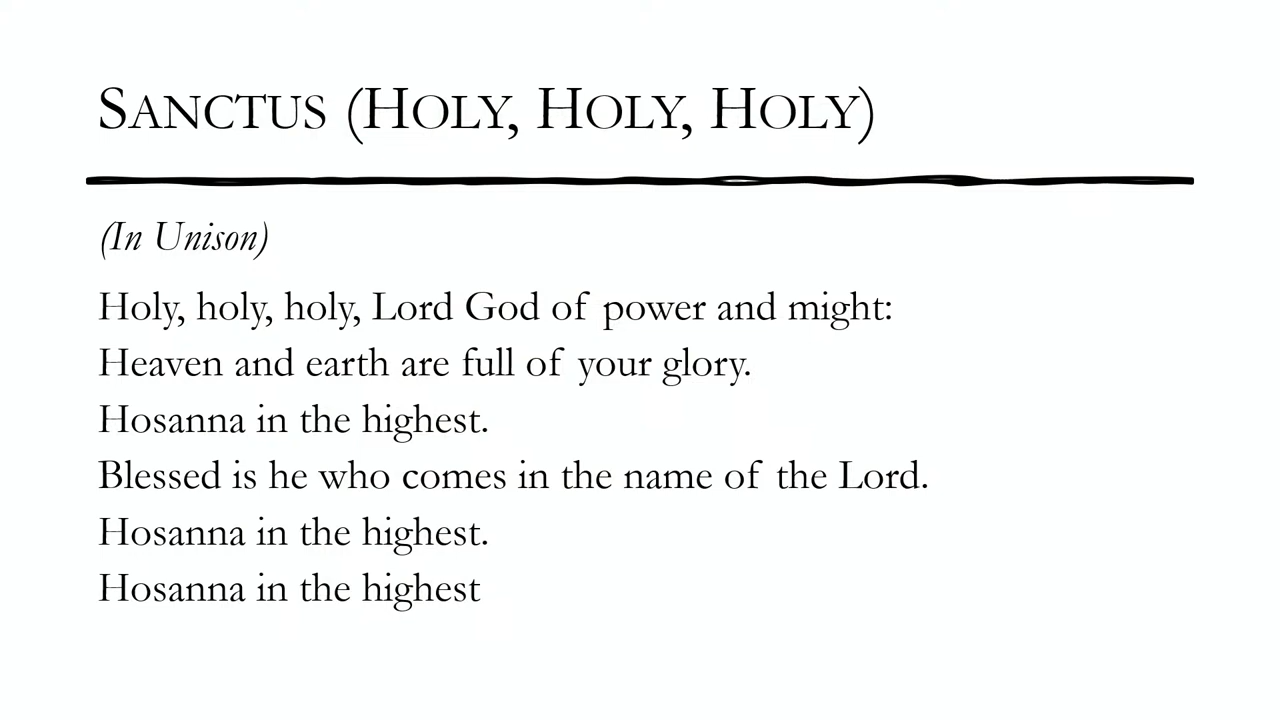 Sanctus (Holy, Holy, Holy)
(In Unison)
Holy, holy, holy, Lord God of power and might:
Heaven and earth are full of your glory.
Hosanna in the highest.
Blessed is he who comes in the name of the Lord.
Hosanna in the highest.
Hosanna in the highest